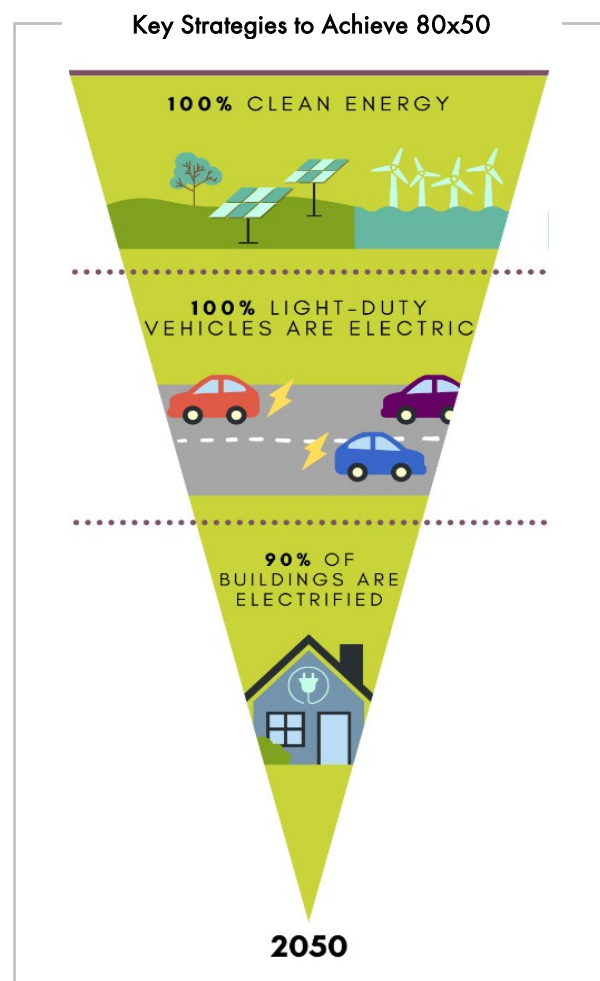 Key Strategies to Achieve 80x50
100% CLEAN ENERGY
100% LIGHT-DUTY
VEHICLES ARE ELECTRIC
90% OF
BUILDINGS ARE
ELECTRIFIED
2050